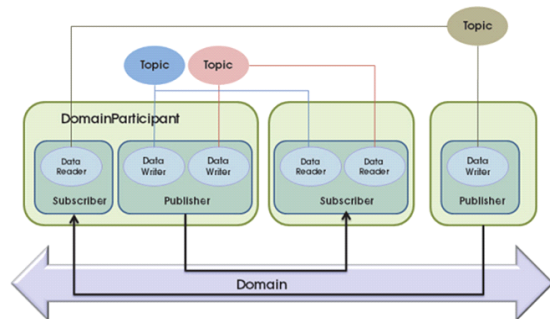 Topic
Topic
Topic
DomainParticipant
Data
Reader
Subscriber
Data
Writer
Data
Writer
Publisher
Data
Reader
Data
Reader
Subscriber
Data
Writer
Publisher
Domain